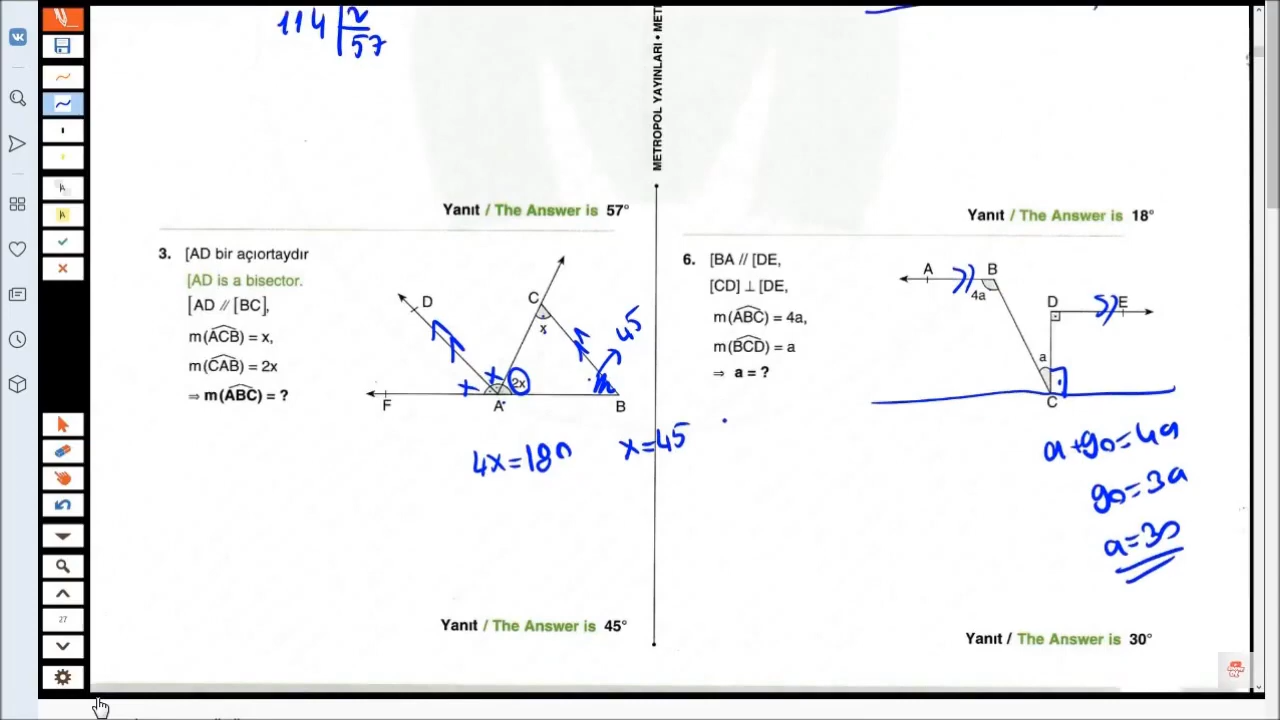 114 | 2
57
METROPOL YAYINLARI • MET
Yanıt / The Answer is 57°
3. [AD bir açıortaydır
[AD is a bisector.
[AD // [BC],
m(ACB) = x,
m(CAB) = 2x
⇒ m(ABC) = ?
D
C
x
x
x
2x
45
F
A
B
4x=180
x=45
Yanıt / The Answer is 45°
Yanıt / The Answer is 18°
6. [BA // [DE,
[CD] ⊥ [DE,
m(ABC) = 4a,
m(BCD) = a
⇒ a = ?
A
B
4a
D
E
a
C
a+90=4a
90=3a
a=30
Yanıt / The Answer is 30°
27